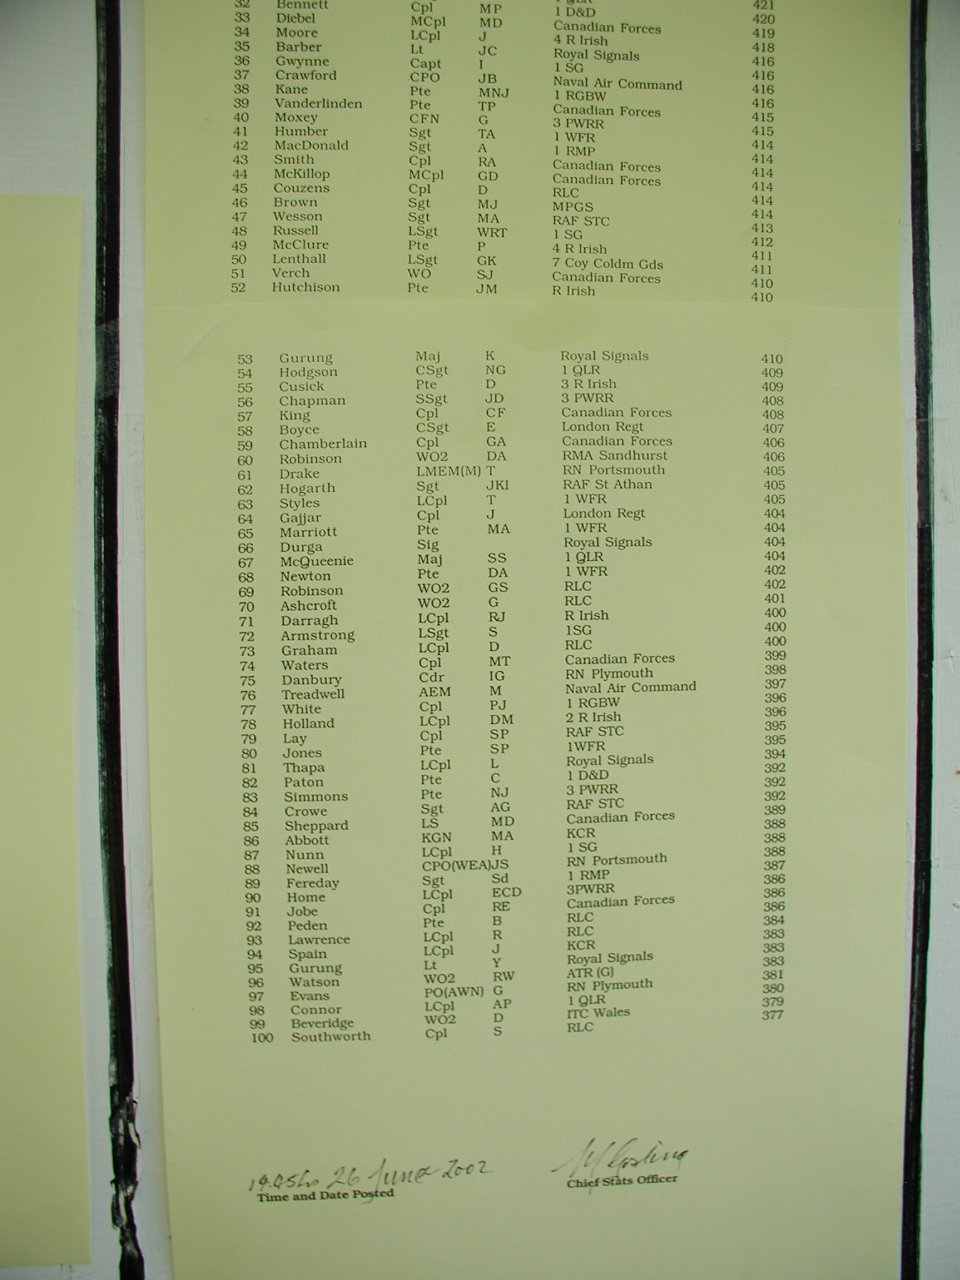 32 Bennett Cpl MP 1 D&D 421
33 Diebel MCpl MD Canadian Forces 420
34 Moore LCpl J 4 R Irish 419
35 Barber Lt JC Royal Signals 418
36 Gwynne Capt I 1 SG 416
37 Crawford CPO JB Naval Air Command 416
38 Kane Pte MNJ 1 RGBW 416
39 Vanderlinden Pte TP Canadian Forces 416
40 Moxey CFN G 3 PWRR 415
41 Humber Sgt TA 1 WFR 415
42 MacDonald Sgt A 1 RMP 414
43 Smith Cpl RA Canadian Forces 414
44 McKillop MCpl GD Canadian Forces 414
45 Couzens Cpl D RLC 414
46 Brown Sgt MJ MPGS 414
47 Wesson Sgt MA RAF STC 413
48 Russell LSgt WRT 1 SG 412
49 McClure Pte P 4 R Irish 411
50 Lenthall LSgt GK 7 Coy Coldm Gds 411
51 Verch WO SJ Canadian Forces 410
52 Hutchison Pte JM R Irish 410
53 Gurung Maj K Royal Signals 410
54 Hodgson CSgt NG 1 QLR 409
55 Cusick Pte D 3 R Irish 409
56 Chapman SSgt JD 3 PWRR 408
57 King Cpl CF Canadian Forces 408
58 Boyce CSgt E London Regt 407
59 Chamberlain Cpl GA Canadian Forces 406
60 Robinson WO2 DA RMA Sandhurst 406
61 Drake LMEM(M) T RN Portsmouth 405
62 Hogarth Sgt JKI RAF St Athan 405
63 Styles LCpl T 1 WFR 405
64 Gajjar Cpl J London Regt 404
65 Marriott Pte MA 1 WFR 404
66 Durga Sig Royal Signals 404
67 McQueenie Maj SS 1 QLR 404
68 Newton Pte DA 1 WFR 402
69 Robinson WO2 GS RLC 402
70 Ashcroft WO2 G RLC 401
71 Darragh LCpl RJ R Irish 400
72 Armstrong LSgt S 1SG 400
73 Graham LCpl D RLC 400
74 Waters Cpl MT Canadian Forces 399
75 Danbury Cdr IG RN Plymouth 398
76 Treadwell AEM M Naval Air Command 397
77 White Cpl PJ 1 RGBW 396
78 Holland LCpl DM 2 R Irish 396
79 Lay Cpl SP RAF STC 395
80 Jones Pte SP 1WFR 395
81 Thapa LCpl L Royal Signals 394
82 Paton Pte C 1 D&D 392
83 Simmons Pte NJ 3 PWRR 392
84 Crowe Sgt AG RAF STC 392
85 Sheppard LS MD Canadian Forces 389
86 Abbott KGN MA KCR 388
87 Nunn LCpl H 1 SG 388
88 Newell CPO(WEA)JS RN Portsmouth 388
89 Fereday Sgt Sd 1 RMP 387
90 Home LCpl ECD 3PWRR 386
91 Jobe Cpl RE Canadian Forces 386
92 Peden Pte B RLC 386
93 Lawrence LCpl R RLC 384
94 Spain LCpl J KCR 383
95 Gurung Lt Y Royal Signals 383
96 Watson WO2 RW ATR (G) 383
97 Evans PO(AWN) G RN Plymouth 381
98 Connor LCpl AP 1 QLR 380
99 Beveridge WO2 D ITC Wales 379
100 Southworth Cpl S RLC 377
26 June 2002
Time and Date Posted Chief Stats Officer